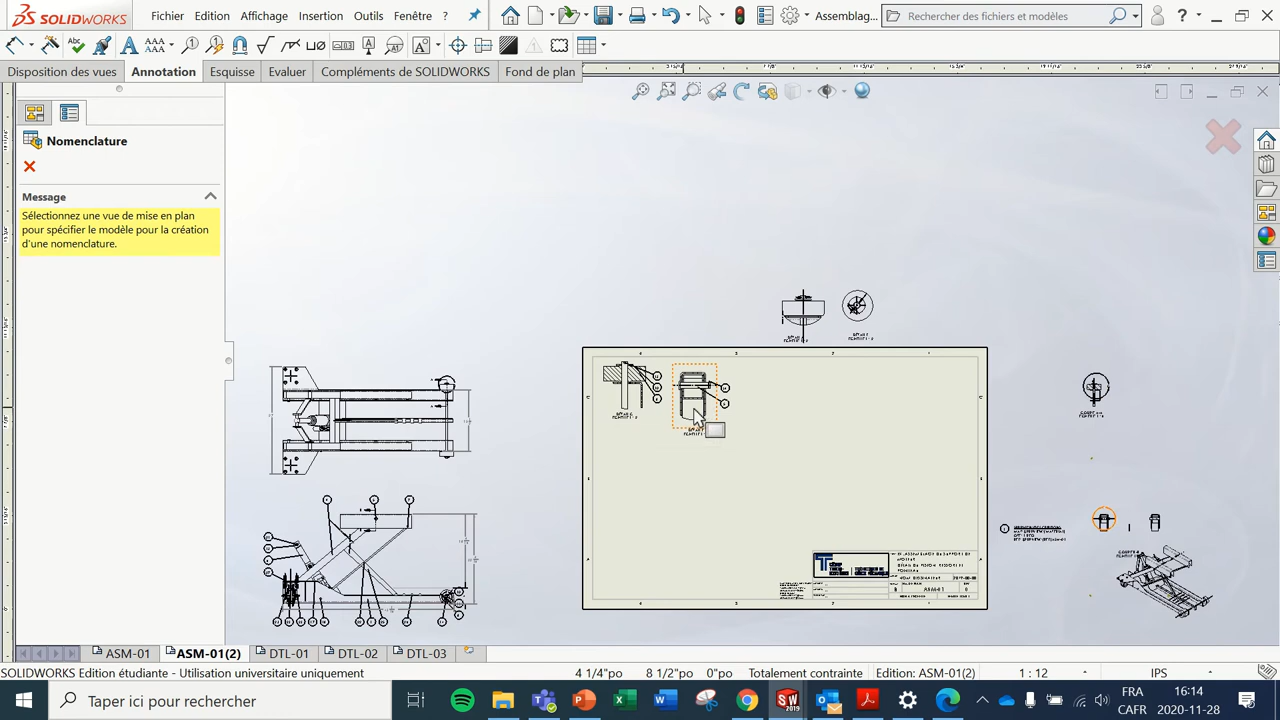 SOLIDWORKS
Fichier Edition Affichage Insertion Outils Fenêtre ?
Assemblag...
Rechercher des fichiers et modèles
Disposition des vues Annotation Esquisse Evaluer Compléments de SOLIDWORKS Fond de plan
Nomenclature
Message
Sélectionnez une vue de mise en plan
pour spécifier le modèle pour la création
d'une nomenclature.
ASM-01 ASM-01(2) DTL-01 DTL-02 DTL-03
SOLIDWORKS Edition étudiante - Utilisation universitaire uniquement
4 1/4"po 8 1/2"po 0"po Totalement contrainte Edition: ASM-01(2) 1 : 12 IPS
Taper ici pour rechercher
FRA
CAFR
16:14
2020-11-28